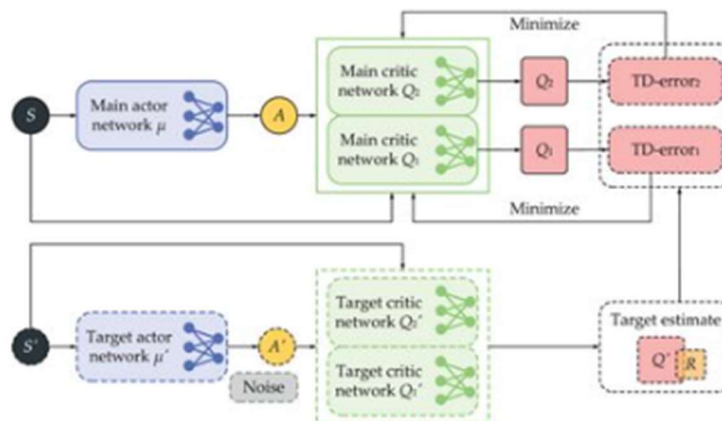 Minimize
S
Main actor
network μ
A
Main critic
network Q₂
Q₂
TD-error₂
Main critic
network Q₁
Q₁
TD-error₁
Minimize
S'
Target actor
network μ'
A'
Noise
Target critic
network Q₂'
Target critic
network Q₁'
Target estimate
Q'
R